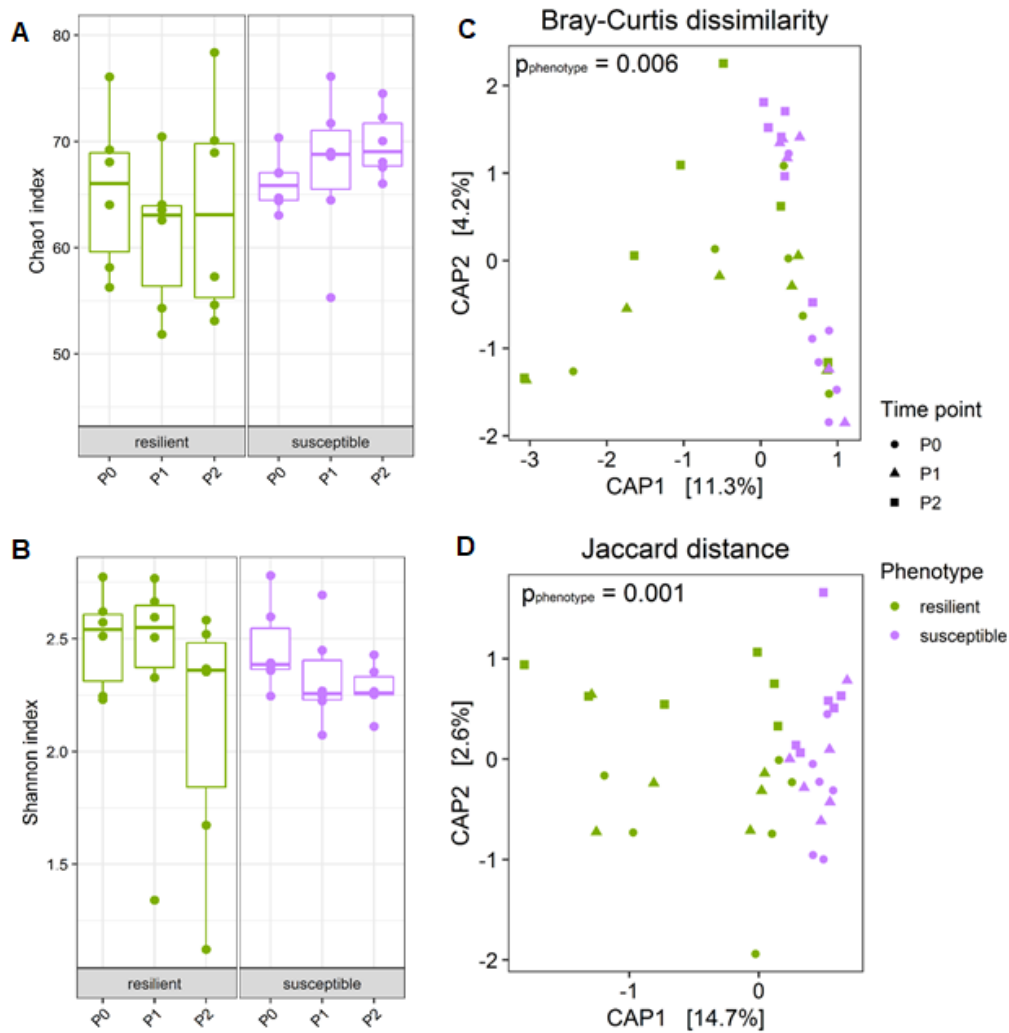 A
80
70
60
50
Chao1 index
resilient
susceptible
P0 P1 P2 P0 P1 P2
B
2.5
2.0
1.5
Shannon index
resilient
susceptible
P0 P1 P2 P0 P1 P2
C
Bray-Curtis dissimilarity
pphenotype = 0.006
2
1
0
-1
-2
CAP2 [4.2%]
-3 -2 -1 0 1
CAP1 [11.3%]
Time point
P0
P1
P2
D
Jaccard distance
pphenotype = 0.001
1
0
-1
-2
CAP2 [2.6%]
-1 0
CAP1 [14.7%]
Phenotype
resilient
susceptible